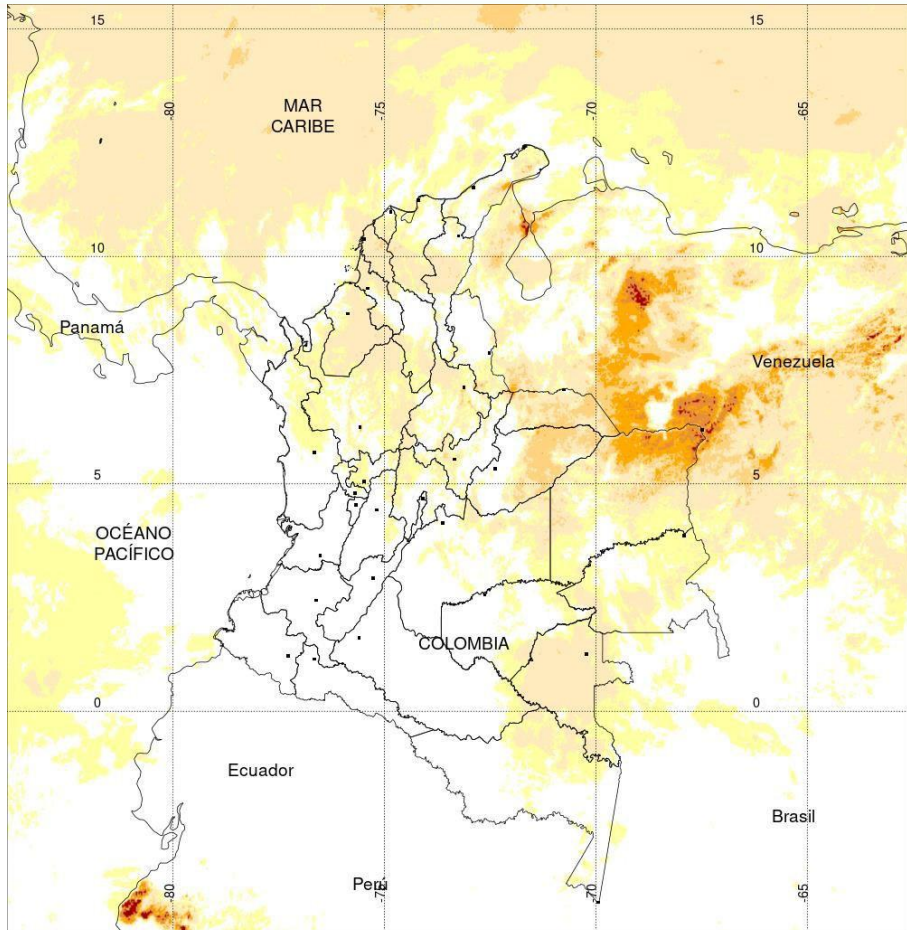 15
15
-80
-75
-70
-65
MAR
CARIBE
10
10
Panamá
Venezuela
5
5
OCÉANO
PACÍFICO
COLOMBIA
0
0
Ecuador
Brasil
Perú
-80
-75
-70
-65